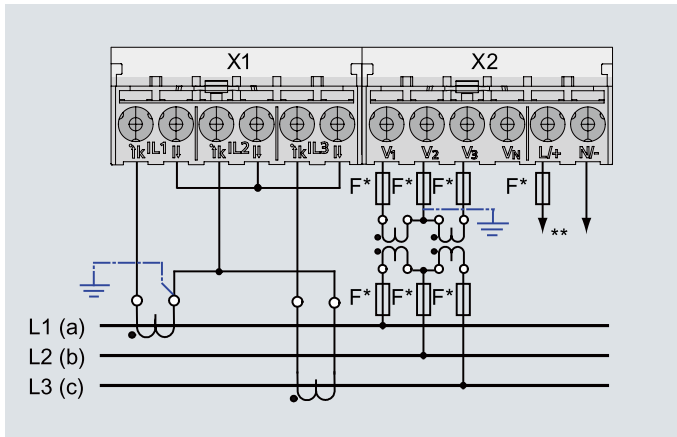 X1 X2
↑k IL1 l↓ ↑k IL2 l↓ ↑k IL3 l↓ V1 V2 V3 VN L/+ N/-
F* F* F* F*
**
F* F* F*
L1 (a)
L2 (b)
L3 (c)